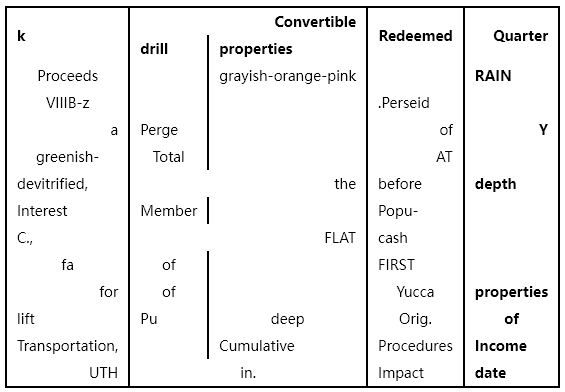 Convertible
k drill properties Redeemed Quarter
Proceeds grayish-orange-pink RAIN
VIIIB-z .Perseid
a Perge of Y
greenish- Total AT
devitrified, the before depth
Interest Member Popu-
C., FLAT cash
fa of FIRST
for of Yucca properties
lift Pu deep Orig. of
Transportation, Cumulative Procedures Income
UTH in. Impact date